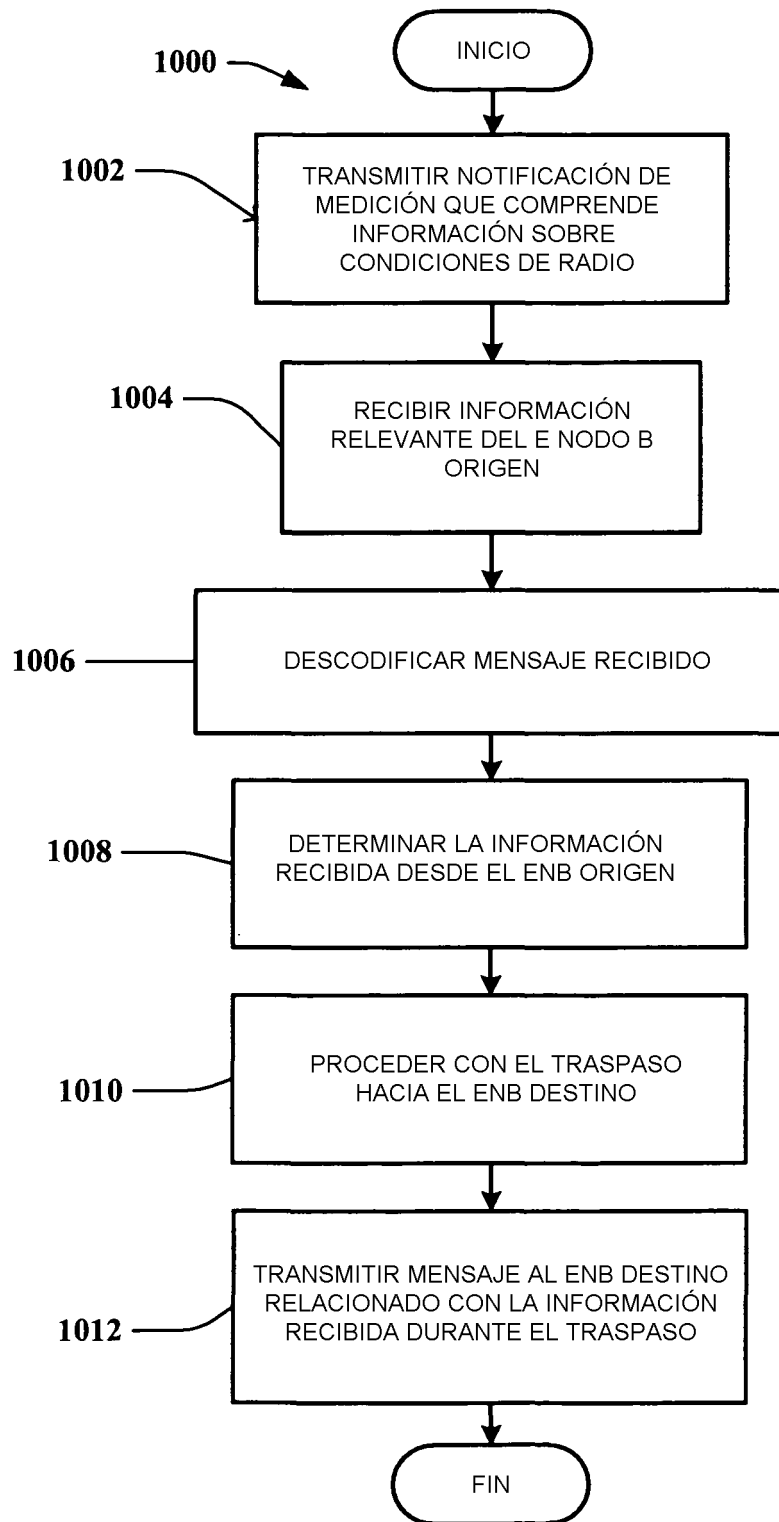 INICIO
1000
1002
TRANSMITIR NOTIFICACIÓN DE
MEDICIÓN QUE COMPRENDE
INFORMACIÓN SOBRE
CONDICIONES DE RADIO
1004
RECIBIR INFORMACIÓN
RELEVANTE DEL E NODO B
ORIGEN
1006
DESCODIFICAR MENSAJE RECIBIDO
1008
DETERMINAR LA INFORMACIÓN
RECIBIDA DESDE EL ENB ORIGEN
1010
PROCEDER CON EL TRASPASO
HACIA EL ENB DESTINO
1012
TRANSMITIR MENSAJE AL ENB DESTINO
RELACIONADO CON LA INFORMACIÓN
RECIBIDA DURANTE EL TRASPASO
FIN